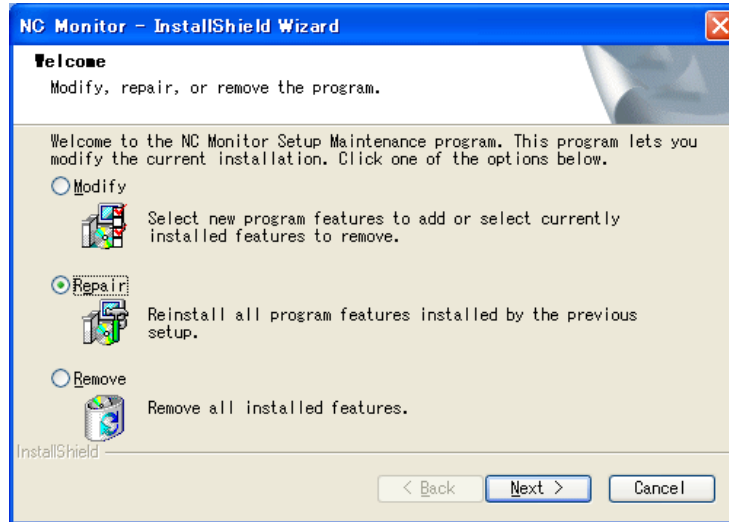 NC Monitor - InstallShield Wizard
Welcome
Modify, repair, or remove the program.
Welcome to the NC Monitor Setup Maintenance program. This program lets you
modify the current installation. Click one of the options below.
Modify
Select new program features to add or select currently
installed features to remove.
Repair
Reinstall all program features installed by the previous
setup.
Remove
Remove all installed features.
InstallShield
< Back Next > Cancel